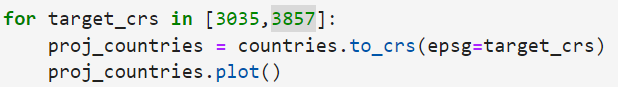 for target_crs in [3035,3857]:
    proj_countries = countries.to_crs(epsg=target_crs)
    proj_countries.plot()